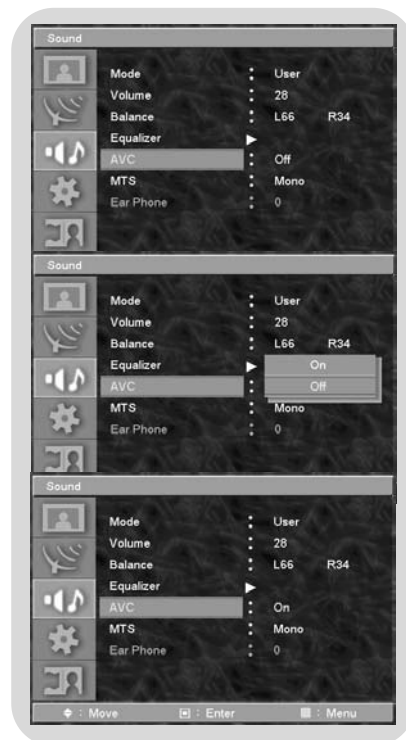 Sound
Mode : User
Volume : 28
Balance : L66 R34
Equalizer ▶
AVC : Off
MTS : Mono
Ear Phone : 0
Sound
Mode : User
Volume : 28
Balance : L66 R34
Equalizer ▶ On
AVC : Off
MTS : Mono
Ear Phone : 0
Sound
Mode : User
Volume : 28
Balance : L66 R34
Equalizer ▶
AVC : On
MTS : Mono
Ear Phone : 0
: Move : Enter : Menu